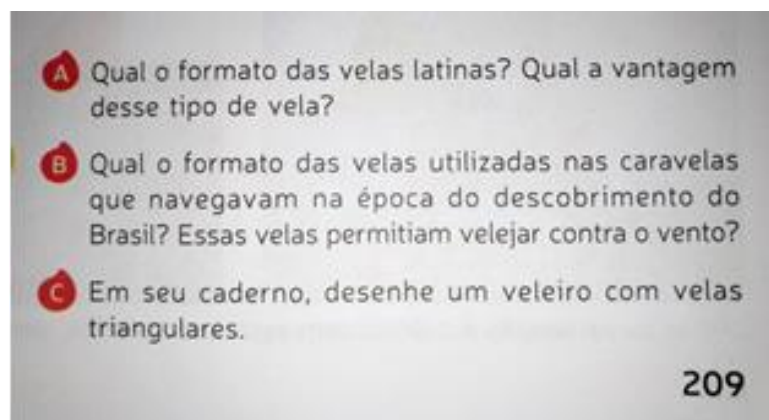 A Qual o formato das velas latinas? Qual a vantagem
desse tipo de vela?
B Qual o formato das velas utilizadas nas caravelas
que navegavam na época do descobrimento do
Brasil? Essas velas permitiam velejar contra o vento?
C Em seu caderno, desenhe um veleiro com velas
triangulares.
209